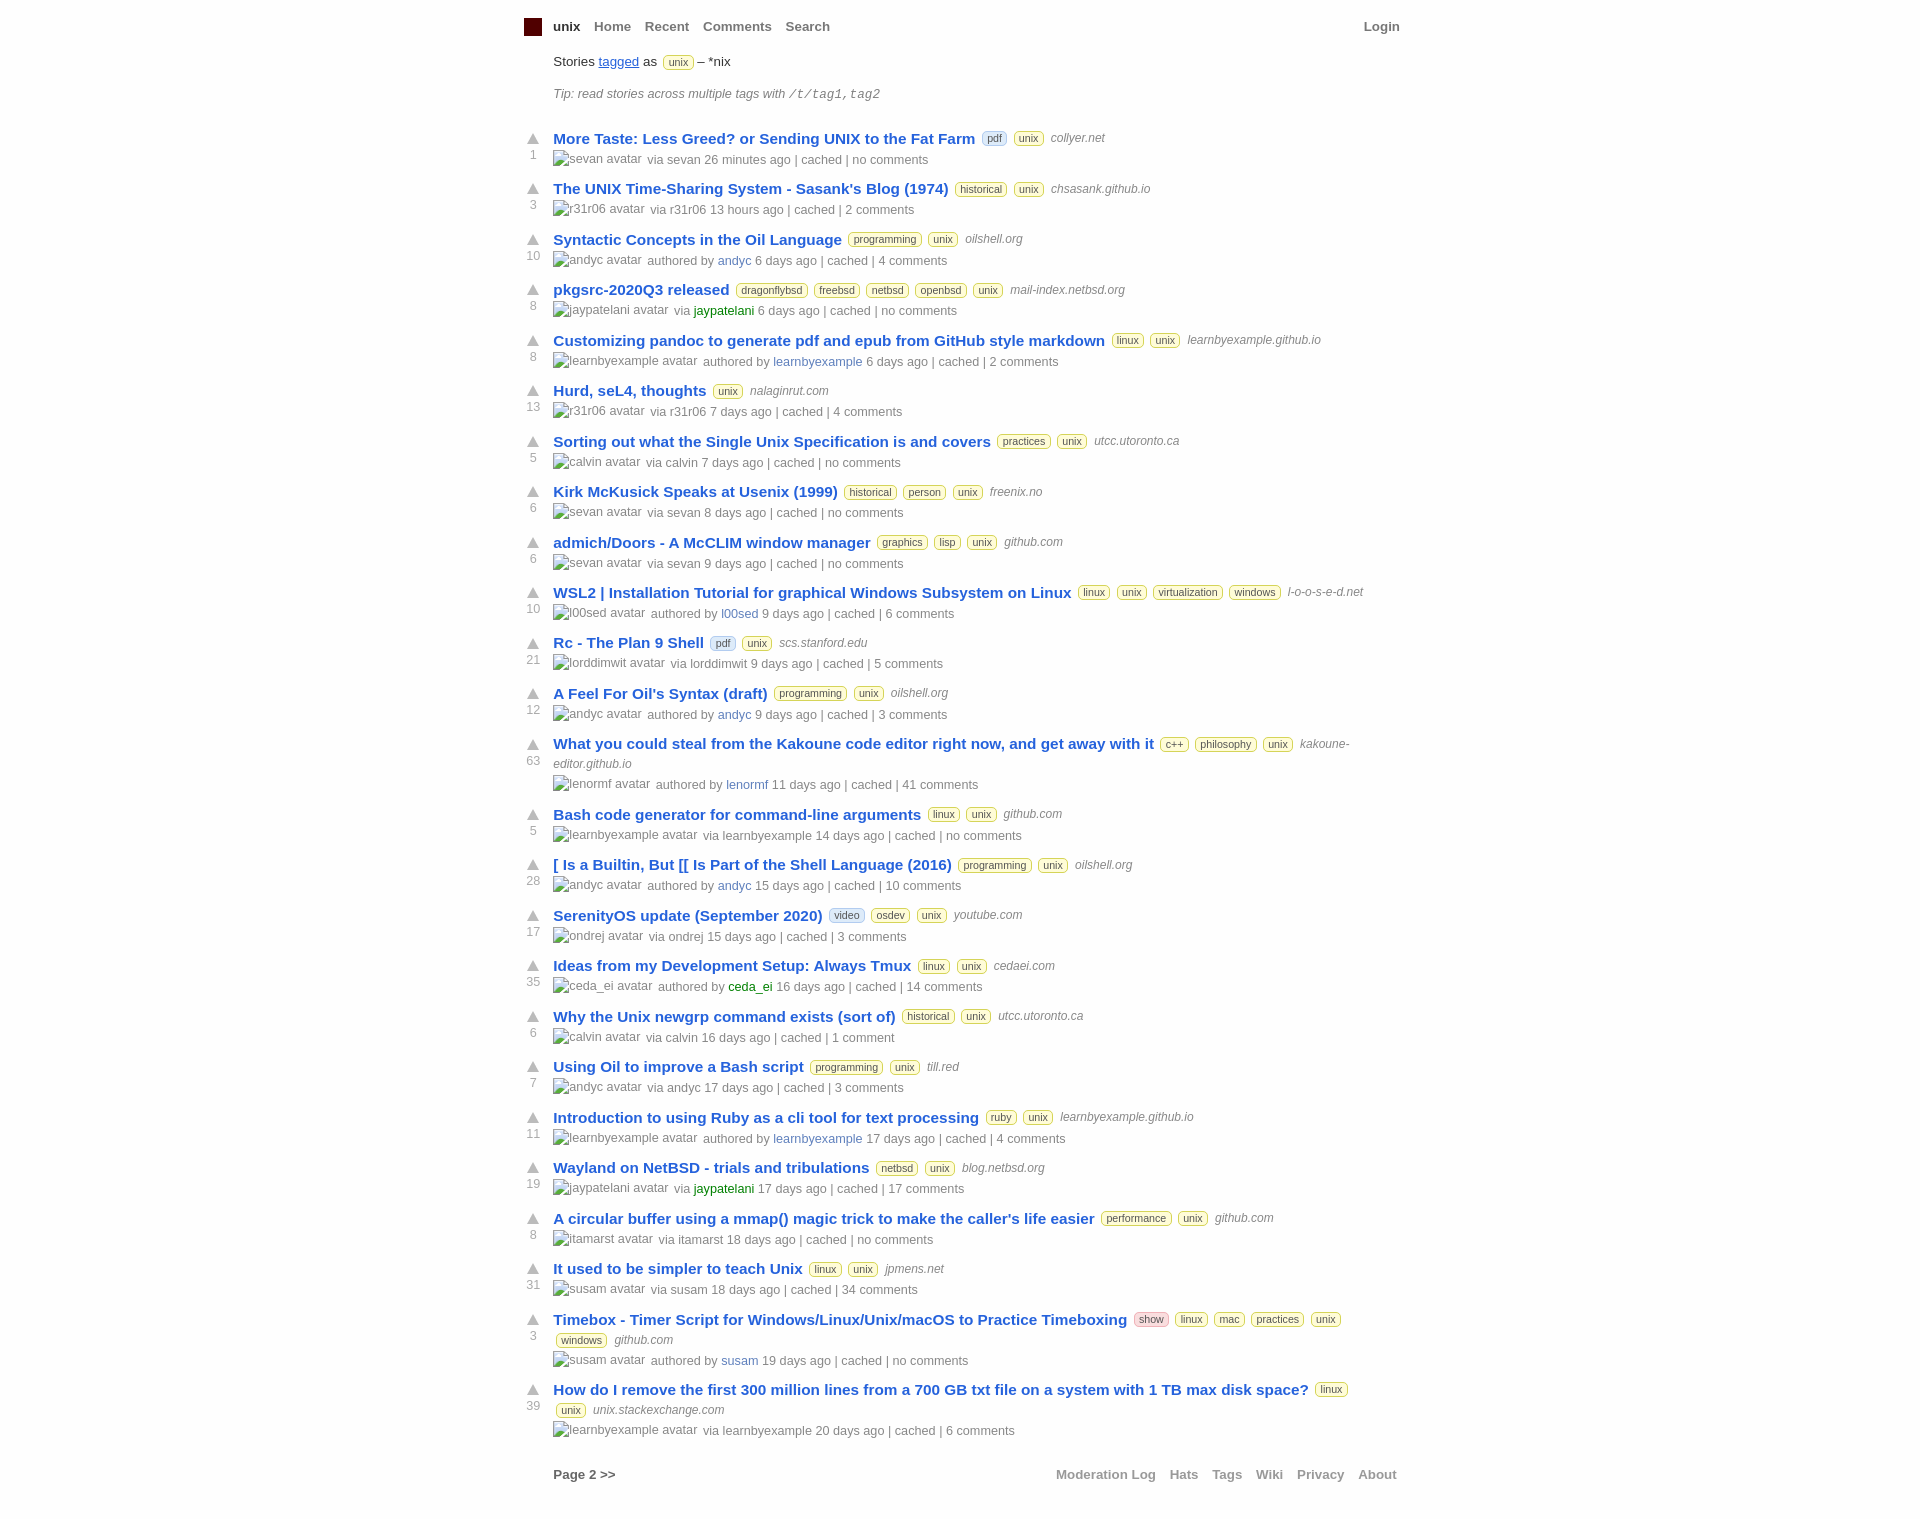 unix Home Recent Comments Search Login
Stories tagged as unix – *nix
Tip: read stories across multiple tags with /t/tag1,tag2
More Taste: Less Greed? or Sending UNIX to the Fat Farm pdf unix collyer.net
1 sevan avatar via sevan 26 minutes ago | cached | no comments
The UNIX Time-Sharing System - Sasank's Blog (1974) historical unix chsasank.github.io
3 r31r06 avatar via r31r06 13 hours ago | cached | 2 comments
Syntactic Concepts in the Oil Language programming unix oilshell.org
10 andyc avatar authored by andyc 6 days ago | cached | 4 comments
pkgsrc-2020Q3 released dragonflybsd freebsd netbsd openbsd unix mail-index.netbsd.org
8 jaypatelani avatar via jaypatelani 6 days ago | cached | no comments
Customizing pandoc to generate pdf and epub from GitHub style markdown linux unix learnbyexample.github.io
8 learnbyexample avatar authored by learnbyexample 6 days ago | cached | 2 comments
Hurd, seL4, thoughts unix nalaginrut.com
13 r31r06 avatar via r31r06 7 days ago | cached | 4 comments
Sorting out what the Single Unix Specification is and covers practices unix utcc.utoronto.ca
5 calvin avatar via calvin 7 days ago | cached | no comments
Kirk McKusick Speaks at Usenix (1999) historical person unix freenix.no
6 sevan avatar via sevan 8 days ago | cached | no comments
admich/Doors - A McCLIM window manager graphics lisp unix github.com
6 sevan avatar via sevan 9 days ago | cached | no comments
WSL2 | Installation Tutorial for graphical Windows Subsystem on Linux linux unix virtualization windows l-o-o-s-e-d.net
10 l00sed avatar authored by l00sed 9 days ago | cached | 6 comments
Rc - The Plan 9 Shell pdf unix scs.stanford.edu
21 lorddimwit avatar via lorddimwit 9 days ago | cached | 5 comments
A Feel For Oil's Syntax (draft) programming unix oilshell.org
12 andyc avatar authored by andyc 9 days ago | cached | 3 comments
What you could steal from the Kakoune code editor right now, and get away with it c++ philosophy unix kakoune-
63 editor.github.io
lenormf avatar authored by lenormf 11 days ago | cached | 41 comments
Bash code generator for command-line arguments linux unix github.com
5 learnbyexample avatar via learnbyexample 14 days ago | cached | no comments
[ Is a Builtin, But [[ Is Part of the Shell Language (2016) programming unix oilshell.org
28 andyc avatar authored by andyc 15 days ago | cached | 10 comments
SerenityOS update (September 2020) video osdev unix youtube.com
17 ondrej avatar via ondrej 15 days ago | cached | 3 comments
Ideas from my Development Setup: Always Tmux linux unix cedaei.com
35 ceda_ei avatar authored by ceda_ei 16 days ago | cached | 14 comments
Why the Unix newgrp command exists (sort of) historical unix utcc.utoronto.ca
6 calvin avatar via calvin 16 days ago | cached | 1 comment
Using Oil to improve a Bash script programming unix till.red
7 andyc avatar via andyc 17 days ago | cached | 3 comments
Introduction to using Ruby as a cli tool for text processing ruby unix learnbyexample.github.io
11 learnbyexample avatar authored by learnbyexample 17 days ago | cached | 4 comments
Wayland on NetBSD - trials and tribulations netbsd unix blog.netbsd.org
19 jaypatelani avatar via jaypatelani 17 days ago | cached | 17 comments
A circular buffer using a mmap() magic trick to make the caller's life easier performance unix github.com
8 itamarst avatar via itamarst 18 days ago | cached | no comments
It used to be simpler to teach Unix linux unix jpmens.net
31 susam avatar via susam 18 days ago | cached | 34 comments
Timebox - Timer Script for Windows/Linux/Unix/macOS to Practice Timeboxing show linux mac practices unix
3 windows github.com
susam avatar authored by susam 19 days ago | cached | no comments
How do I remove the first 300 million lines from a 700 GB txt file on a system with 1 TB max disk space? linux
39 unix unix.stackexchange.com
learnbyexample avatar via learnbyexample 20 days ago | cached | 6 comments
Page 2 >> Moderation Log Hats Tags Wiki Privacy About